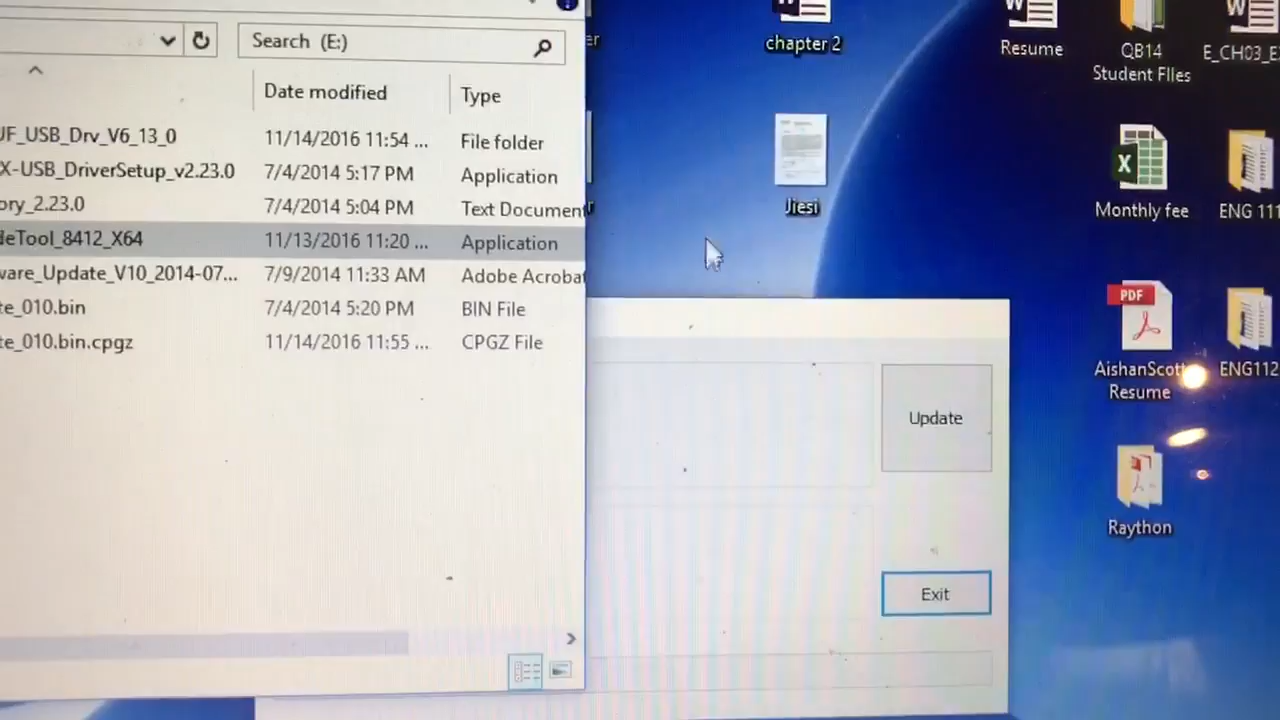 Search (E:)
Date modified
Type
JF_USB_Drv_V6_13_0
11/14/2016 11:54 ...
File folder
X-USB_DriverSetup_v2.23.0
7/4/2014 5:17 PM
Application
ory_2.23.0
7/4/2014 5:04 PM
Text Document
deTool_8412_X64
11/13/2016 11:20 ...
Application
ware_Update_V10_2014-07...
7/9/2014 11:33 AM
Adobe Acroba
te_010.bin
7/4/2014 5:20 PM
BIN File
te_010.bin.cpgz
11/14/2016 11:55 ...
CPGZ File
er
chapter 2
Resume
QB14
Student FIles
E_CH03_E
Jiesi
Monthly fee
ENG 111
PDF
AishanScott
Resume
ENG112
Raython
Update
Exit